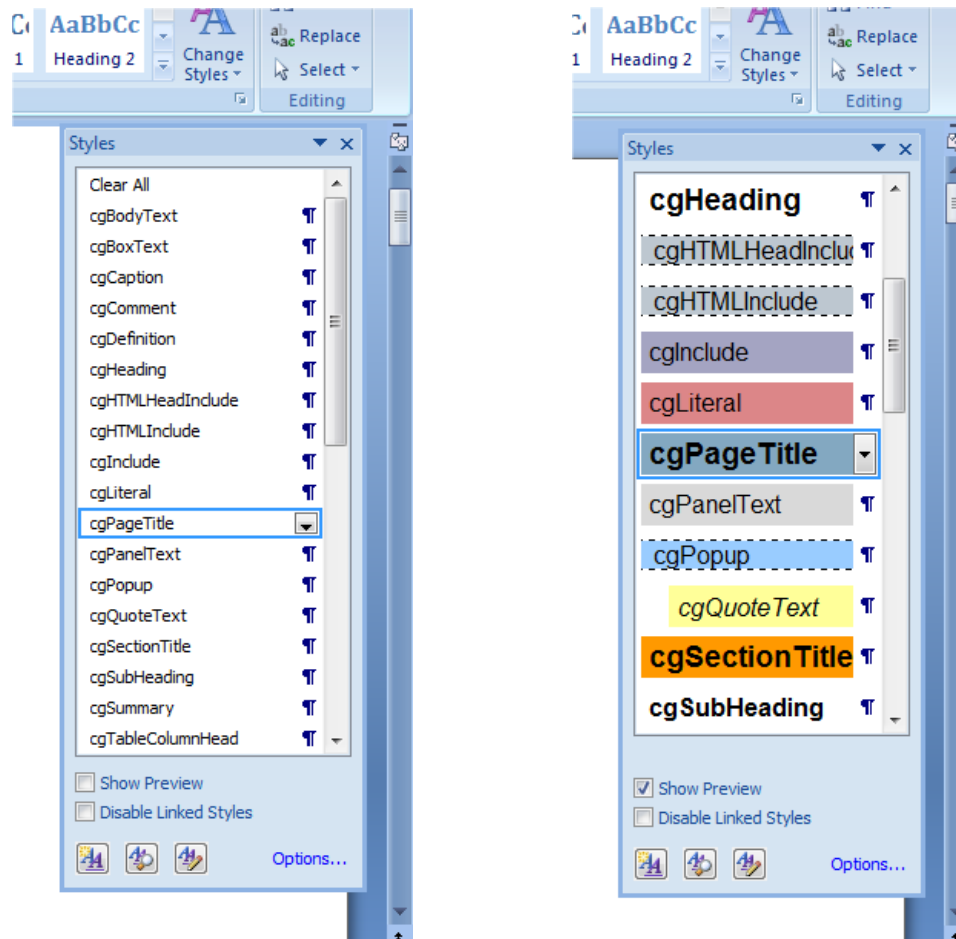 AaBbCc
1 Heading 2
Change
Styles
Replace
Select
Editing
Styles
Clear All
cgBodyText ¶
cgBoxText ¶
cgCaption ¶
cgComment ¶
cgDefinition ¶
cgHeading ¶
cgHTMLHeadInclude ¶
cgHTMLInclude ¶
cgInclude ¶
cgLiteral ¶
cgPageTitle
cgPanelText ¶
cgPopup ¶
cgQuoteText ¶
cgSectionTitle ¶
cgSubHeading ¶
cgSummary ¶
cgTableColumnHead ¶
Show Preview
Disable Linked Styles
Options...
AaBbCc
1 Heading 2
Change
Styles
Replace
Select
Editing
Styles
cgHeading ¶
cgHTMLHeadInclu ¶
cgHTMLInclude ¶
cgInclude ¶
cgLiteral ¶
cgPageTitle
cgPanelText ¶
cgPopup ¶
cgQuoteText ¶
cgSectionTitle ¶
cgSubHeading ¶
Show Preview
Disable Linked Styles
Options...